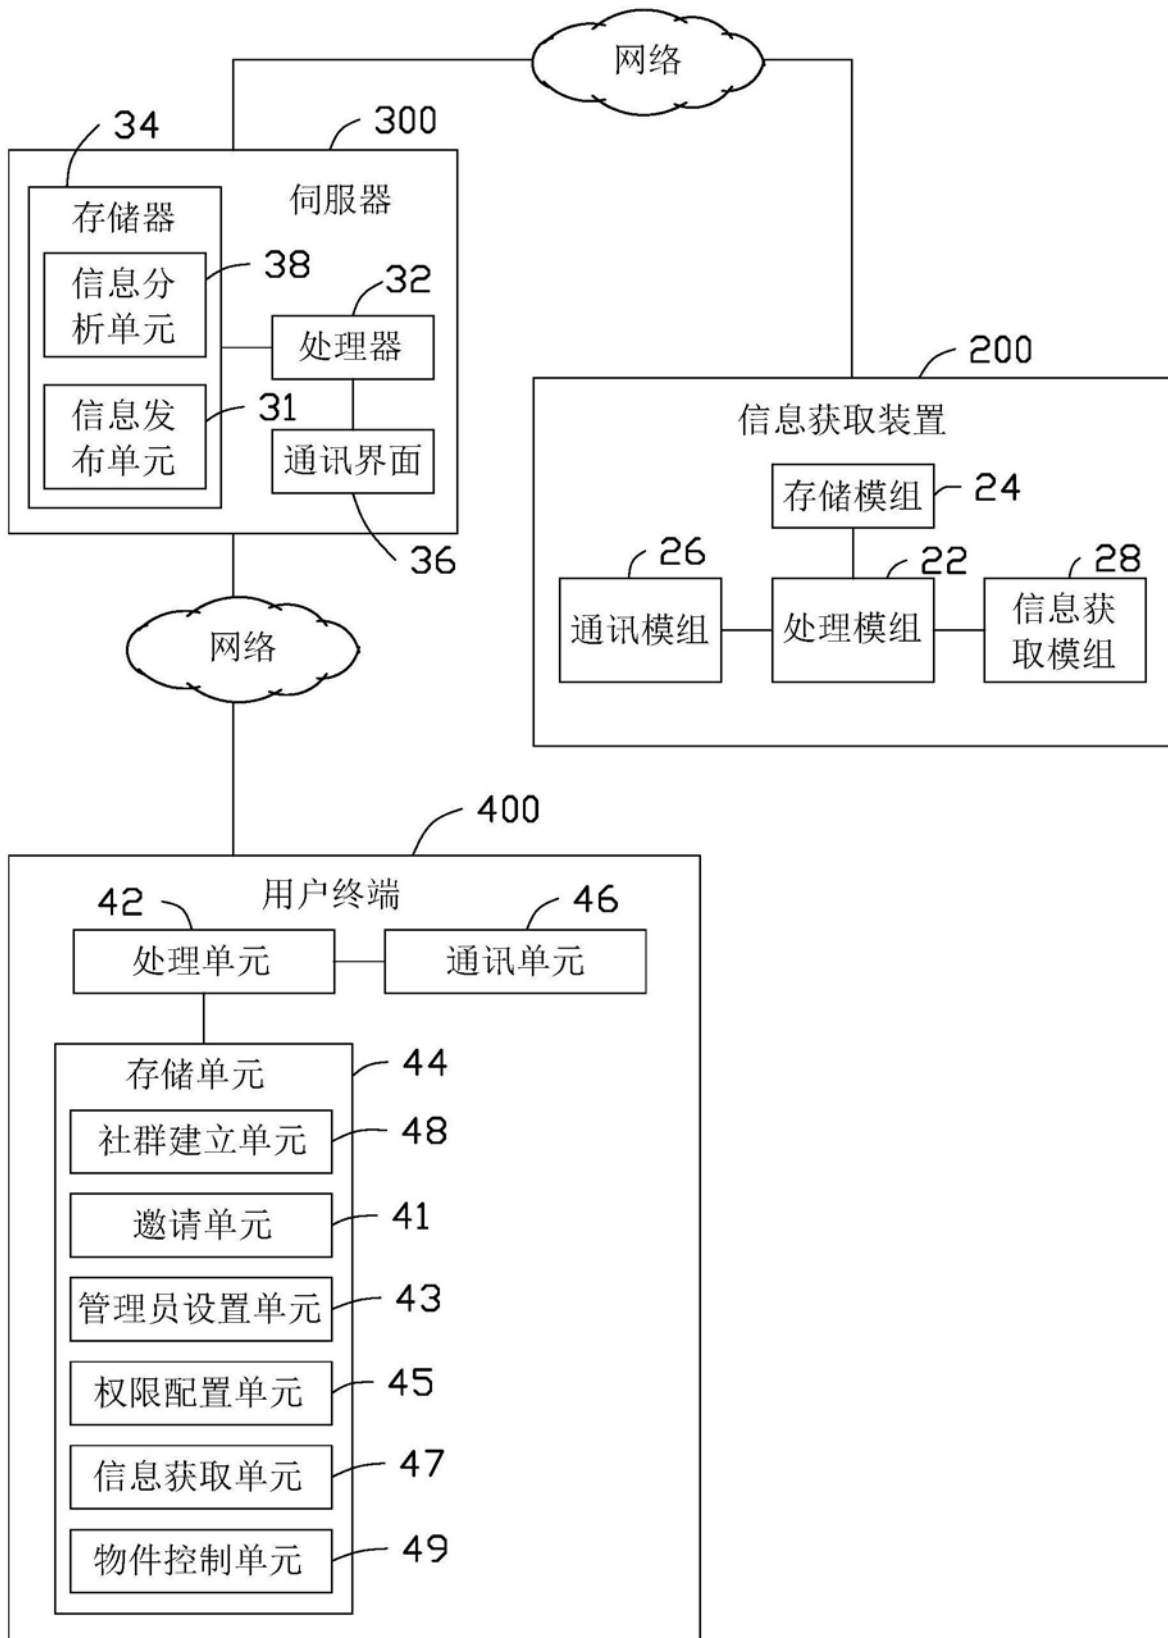 网络
34
300
伺服器
存储器
38
信息分
析单元
32
处理器
31
信息发
布单元
通讯界面
36
200
信息获取装置
存储模组
24
26
22
28
通讯模组
处理模组
信息获
取模组
网络
400
用户终端
42
46
处理单元
通讯单元
存储单元
44
社群建立单元
48
邀请单元
41
管理员设置单元
43
权限配置单元
45
信息获取单元
47
物件控制单元
49